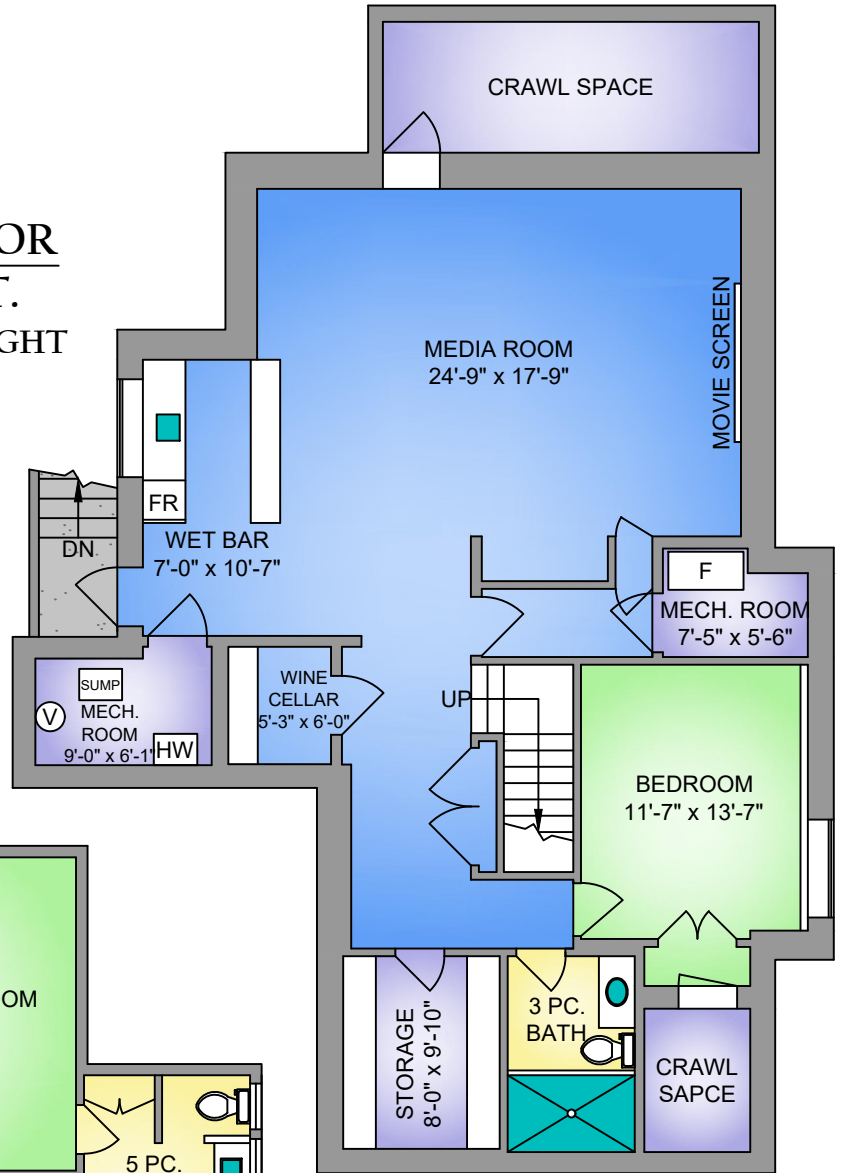 CRAWL SPACE
OR
T.
GHT
MEDIA ROOM
24'-9" x 17'-9"
MOVIE SCREEN
FR
DN
WET BAR
7'-0" x 10'-7"
F
MECH. ROOM
7'-5" x 5'-6"
SUMP
V
MECH.
ROOM
9'-0" x 6'-1"
HW
WINE
CELLAR
5'-3" x 6'-0"
UP
BEDROOM
11'-7" x 13'-7"
OM
STORAGE
8'-0" x 9'-10"
3 PC.
BATH
CRAWL
SAPCE
5 PC.